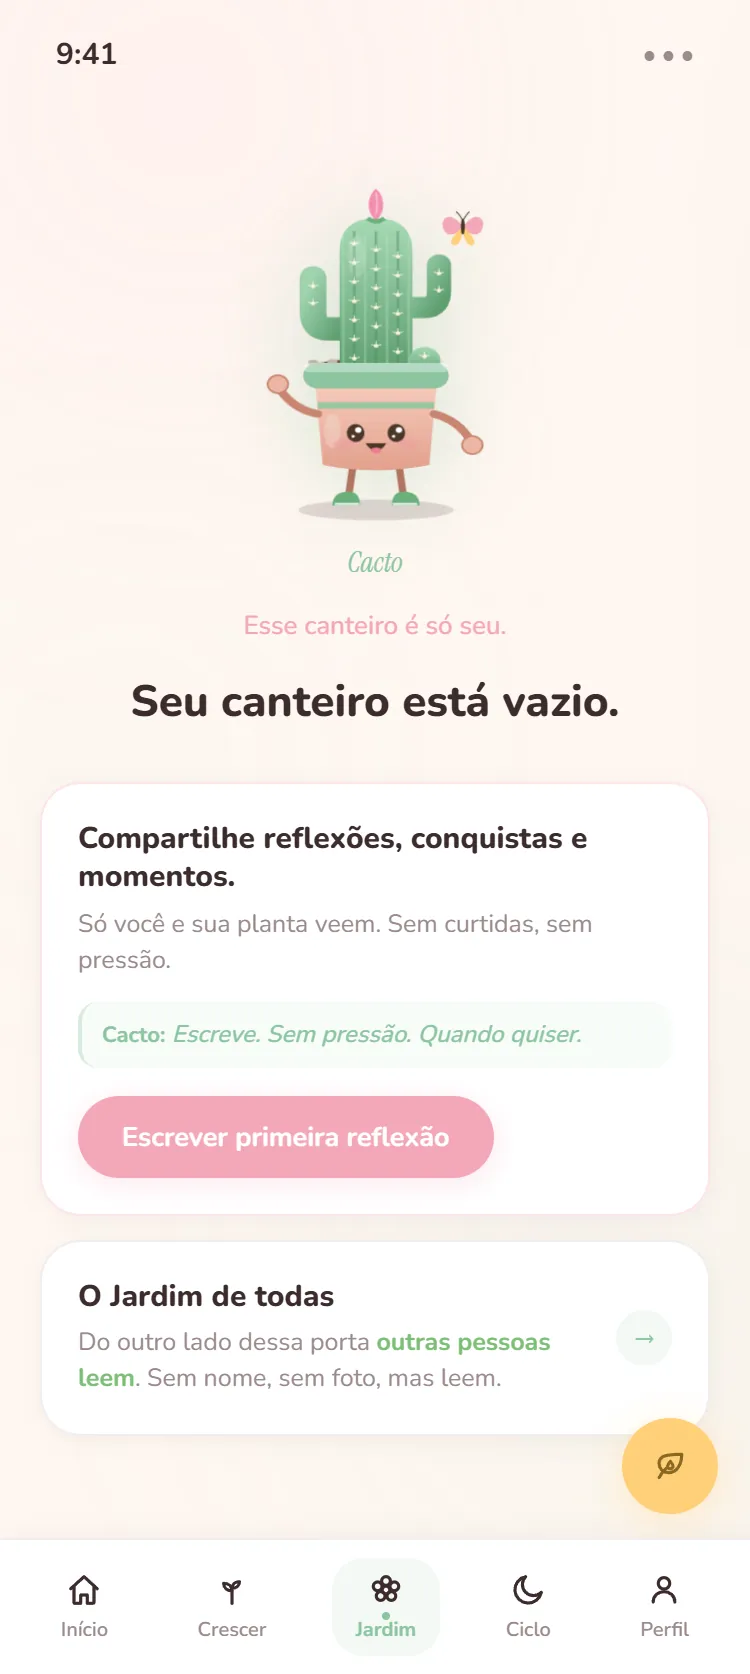 9:41
Cacto
Esse canteiro é só seu.
Seu canteiro está vazio.
Compartilhe reflexões, conquistas e
momentos.
Só você e sua planta veem. Sem curtidas, sem
pressão.
Cacto: Escreve. Sem pressão. Quando quiser.
Escrever primeira reflexão
O Jardim de todas
Do outro lado dessa porta outras pessoas
leem. Sem nome, sem foto, mas leem.
Início
Crescer
Jardim
Ciclo
Perfil